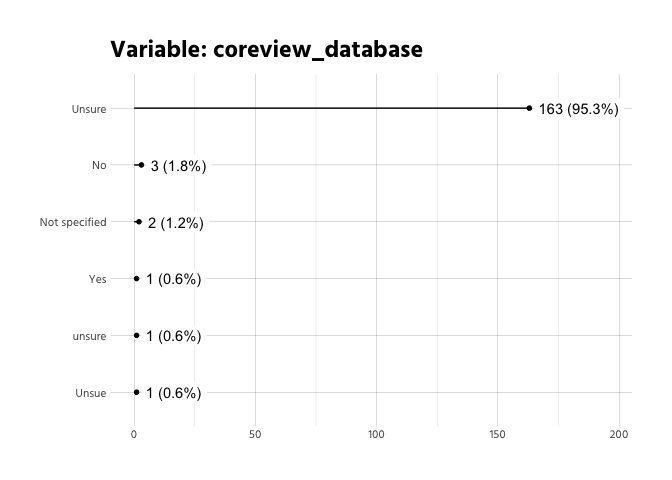 Variable: coreview_database
Unsure 163 (95.3%)
No 3 (1.8%)
Not specified 2 (1.2%)
Yes 1 (0.6%)
unsure 1 (0.6%)
Unsue 1 (0.6%)
0 50 100 150 200